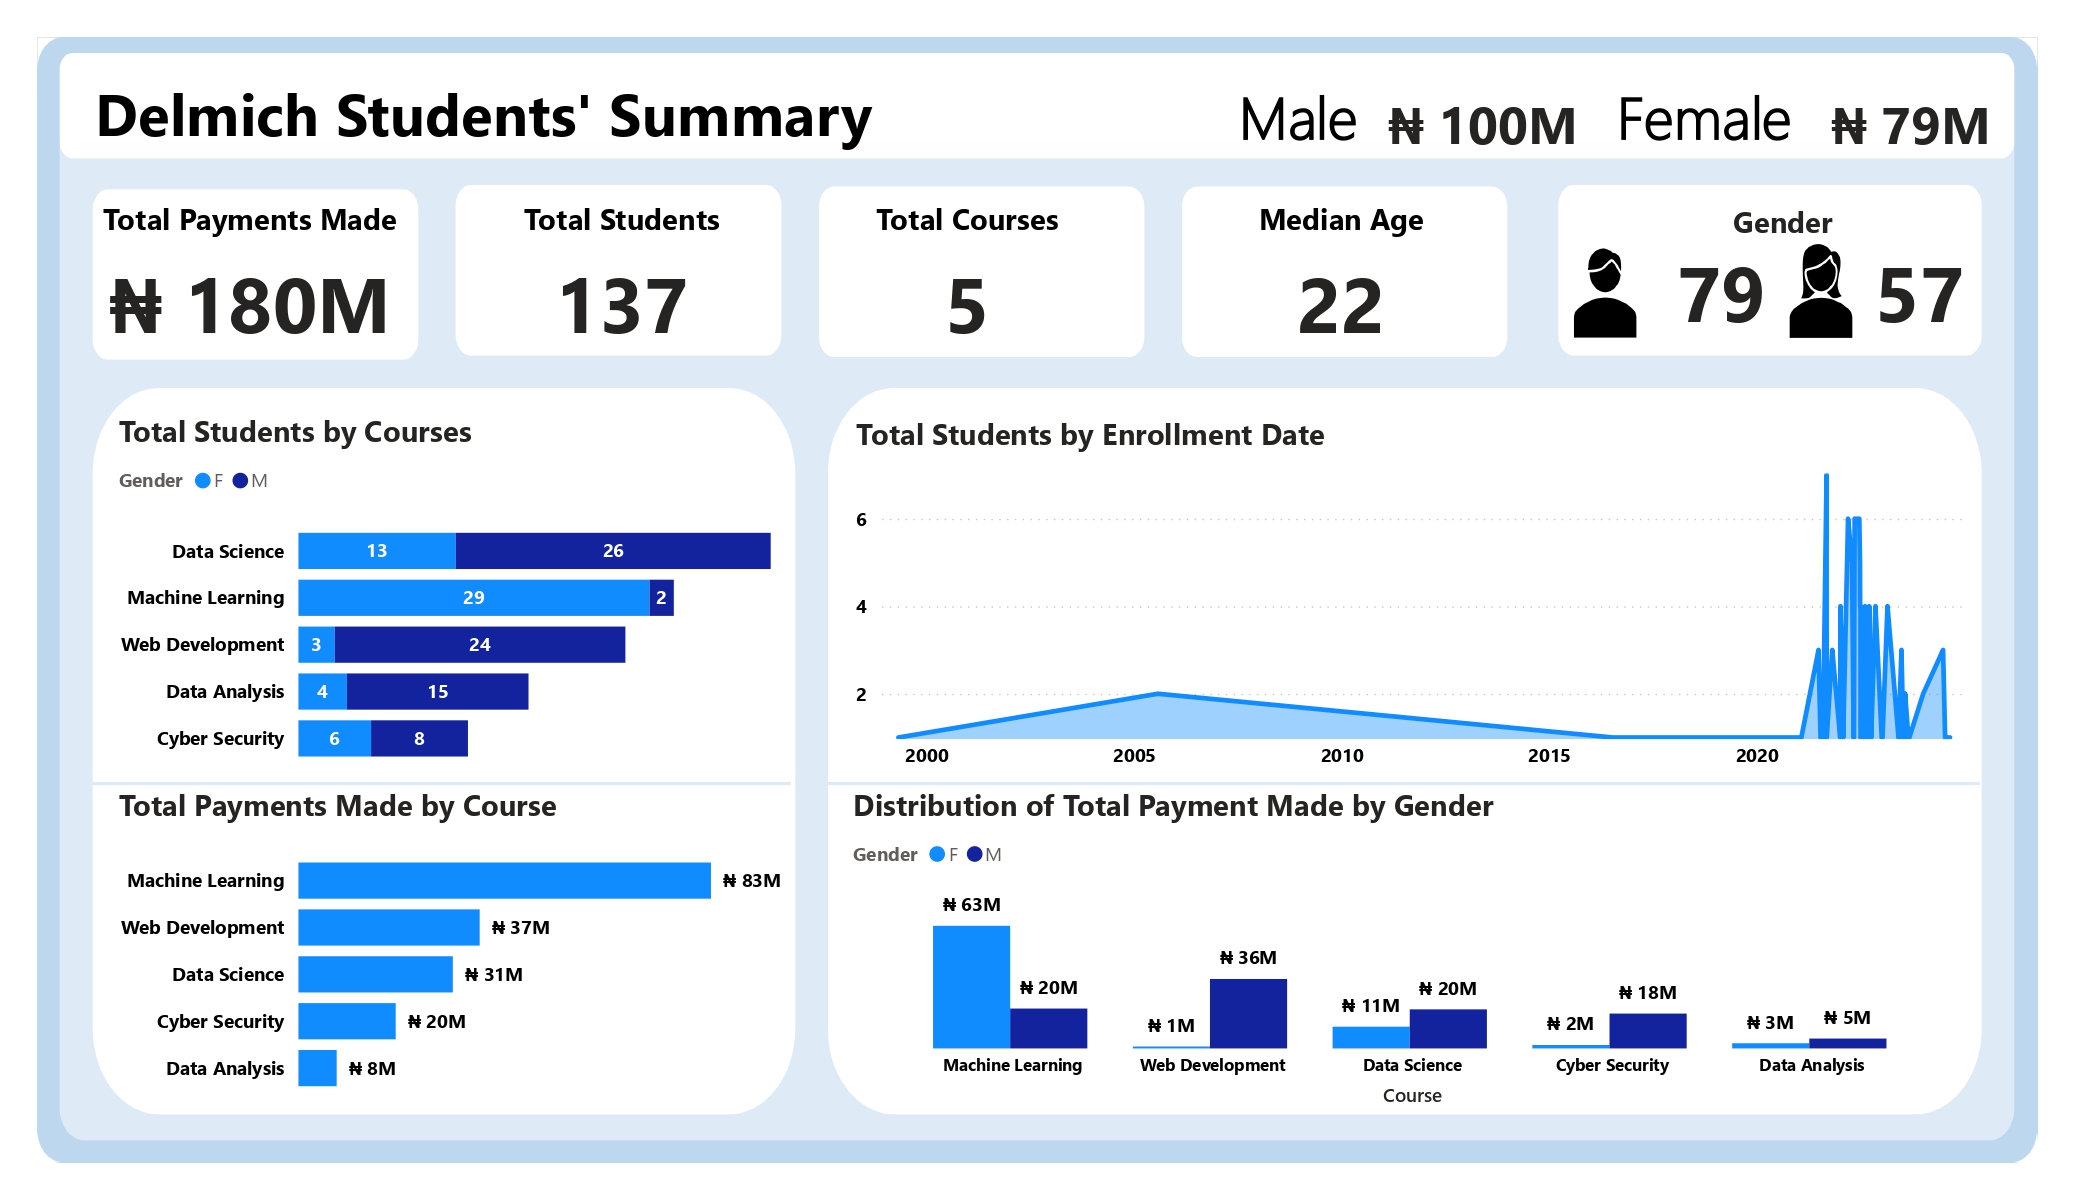 Delmich Students' Summary
Male ₦ 100M Female ₦ 79M
Total Payments Made
₦ 180M
Total Students
137
Total Courses
5
Median Age
22
Gender
79 57
Total Students by Courses
Gender F M
Data Science 13 26
Machine Learning 29 2
Web Development 3 24
Data Analysis 4 15
Cyber Security 6 8
Total Students by Enrollment Date
6
4
2
2000 2005 2010 2015 2020
Total Payments Made by Course
Machine Learning ₦ 83M
Web Development ₦ 37M
Data Science ₦ 31M
Cyber Security ₦ 20M
Data Analysis ₦ 8M
Distribution of Total Payment Made by Gender
Gender F M
₦ 63M ₦ 20M ₦ 1M ₦ 36M ₦ 11M ₦ 20M ₦ 2M ₦ 18M ₦ 3M ₦ 5M
Machine Learning Web Development Data Science Cyber Security Data Analysis
Course